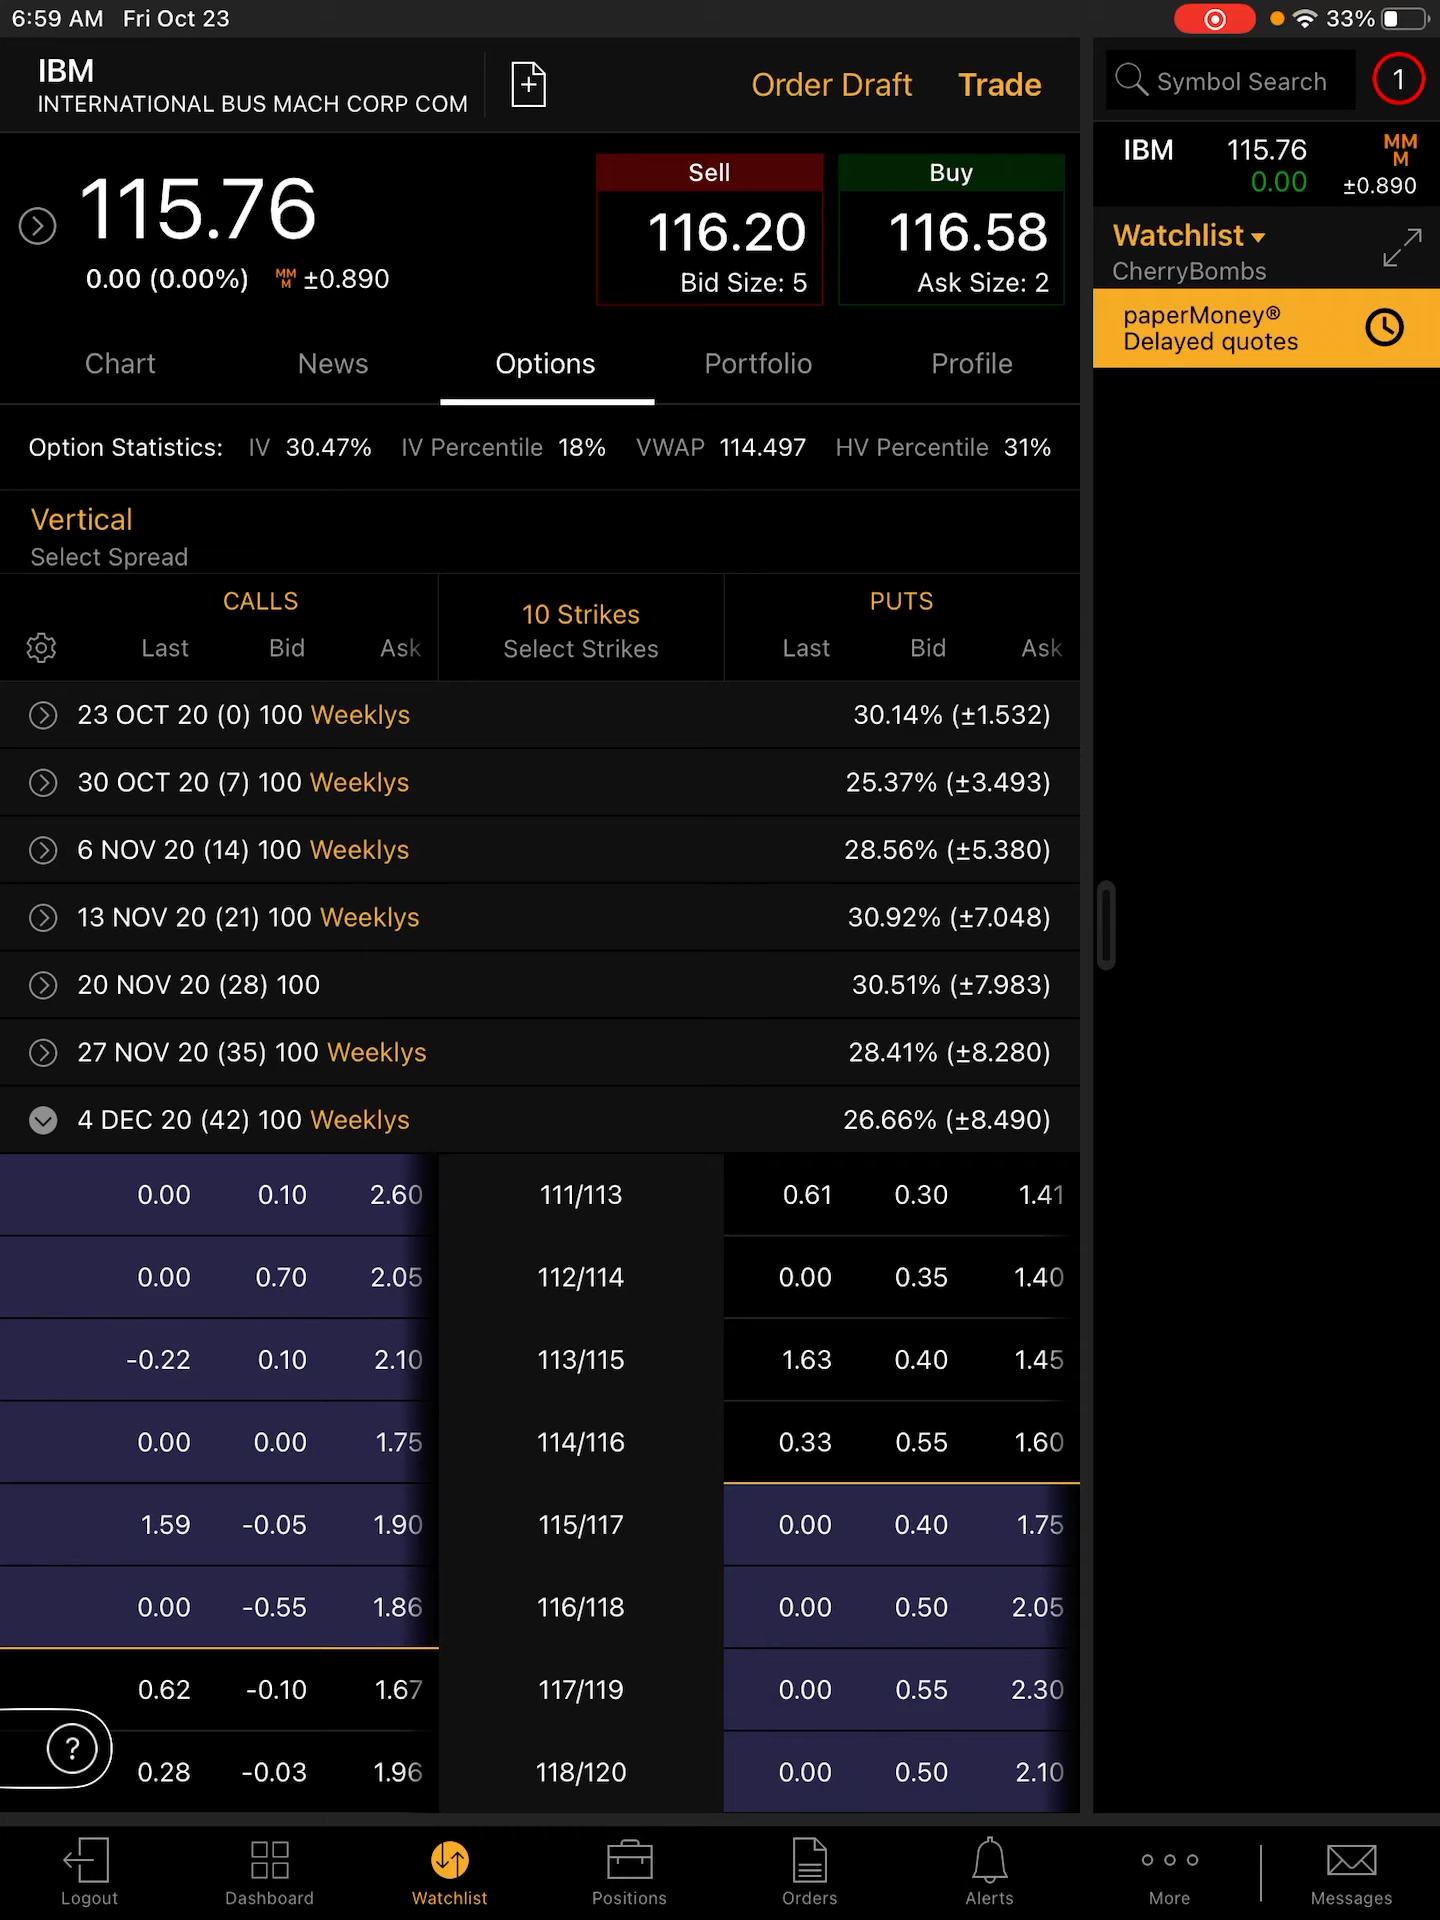 6:59 AM Fri Oct 23 33%
IBM
INTERNATIONAL BUS MACH CORP COM
Order Draft Trade
Symbol Search 1
115.76
0.00 (0.00%) MMM ±0.890
Sell
116.20
Bid Size: 5
Buy
116.58
Ask Size: 2
IBM 115.76 MMM
0.00 ±0.890
Watchlist
CherryBombs
paperMoney®
Delayed quotes
Chart News Options Portfolio Profile
Option Statistics: IV 30.47% IV Percentile 18% VWAP 114.497 HV Percentile 31%
Vertical
Select Spread
CALLS 10 Strikes PUTS
Last Bid Ask Select Strikes Last Bid Ask
23 OCT 20 (0) 100 Weeklys 30.14% (±1.532)
30 OCT 20 (7) 100 Weeklys 25.37% (±3.493)
6 NOV 20 (14) 100 Weeklys 28.56% (±5.380)
13 NOV 20 (21) 100 Weeklys 30.92% (±7.048)
20 NOV 20 (28) 100 30.51% (±7.983)
27 NOV 20 (35) 100 Weeklys 28.41% (±8.280)
4 DEC 20 (42) 100 Weeklys 26.66% (±8.490)
0.00 0.10 2.60 111/113 0.61 0.30 1.41
0.00 0.70 2.05 112/114 0.00 0.35 1.40
-0.22 0.10 2.10 113/115 1.63 0.40 1.45
0.00 0.00 1.75 114/116 0.33 0.55 1.60
1.59 -0.05 1.90 115/117 0.00 0.40 1.75
0.00 -0.55 1.86 116/118 0.00 0.50 2.05
0.62 -0.10 1.67 117/119 0.00 0.55 2.30
? 0.28 -0.03 1.96 118/120 0.00 0.50 2.10
Logout Dashboard Watchlist Positions Orders Alerts More Messages